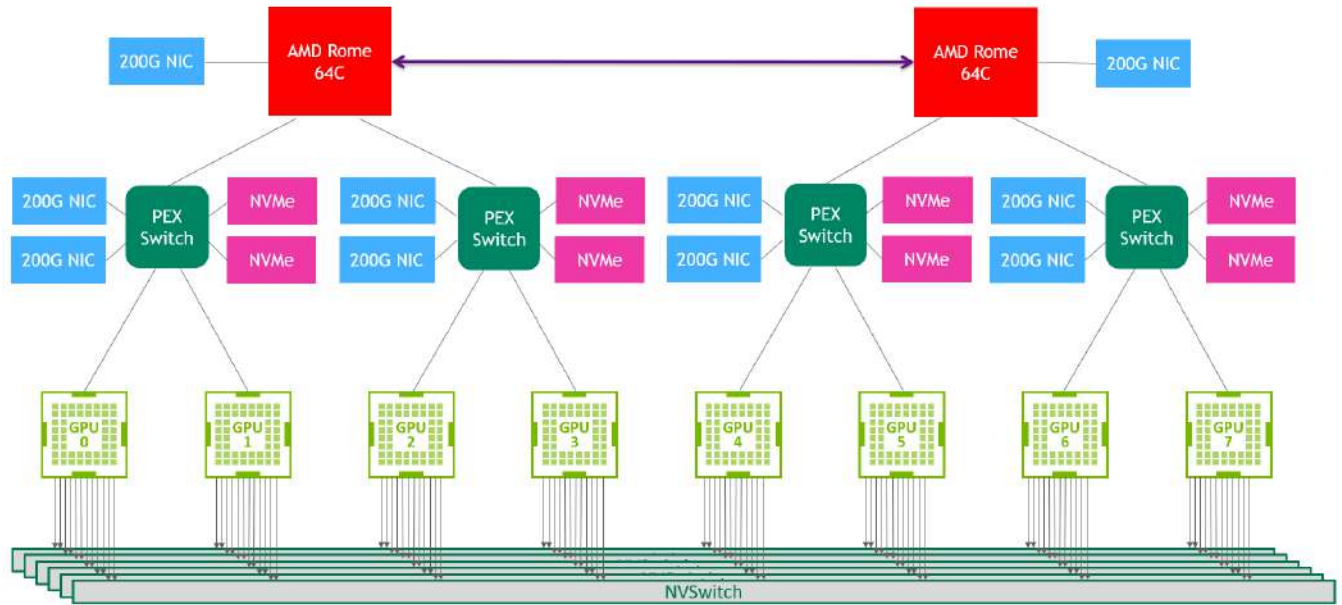 AMD Rome
64C
200G NIC
AMD Rome
64C
200G NIC
200G NIC
200G NIC
PEX
Switch
NVMe
NVMe
200G NIC
200G NIC
PEX
Switch
NVMe
NVMe
200G NIC
200G NIC
PEX
Switch
NVMe
NVMe
200G NIC
200G NIC
PEX
Switch
NVMe
NVMe
GPU
0
GPU
1
GPU
2
GPU
3
GPU
4
GPU
5
GPU
6
GPU
7
NVSwitch